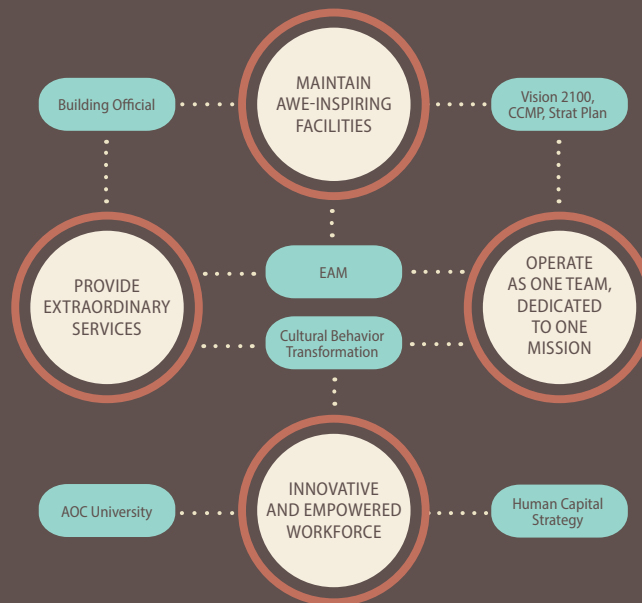 MAINTAIN
AWE-INSPIRING
FACILITIES
Building Official
Vision 2100,
CCMP, Strat Plan
PROVIDE
EXTRAORDINARY
SERVICES
EAM
Cultural Behavior
Transformation
OPERATE
AS ONE TEAM,
DEDICATED
TO ONE
MISSION
AOC University
INNOVATIVE
AND EMPOWERED
WORKFORCE
Human Capital
Strategy